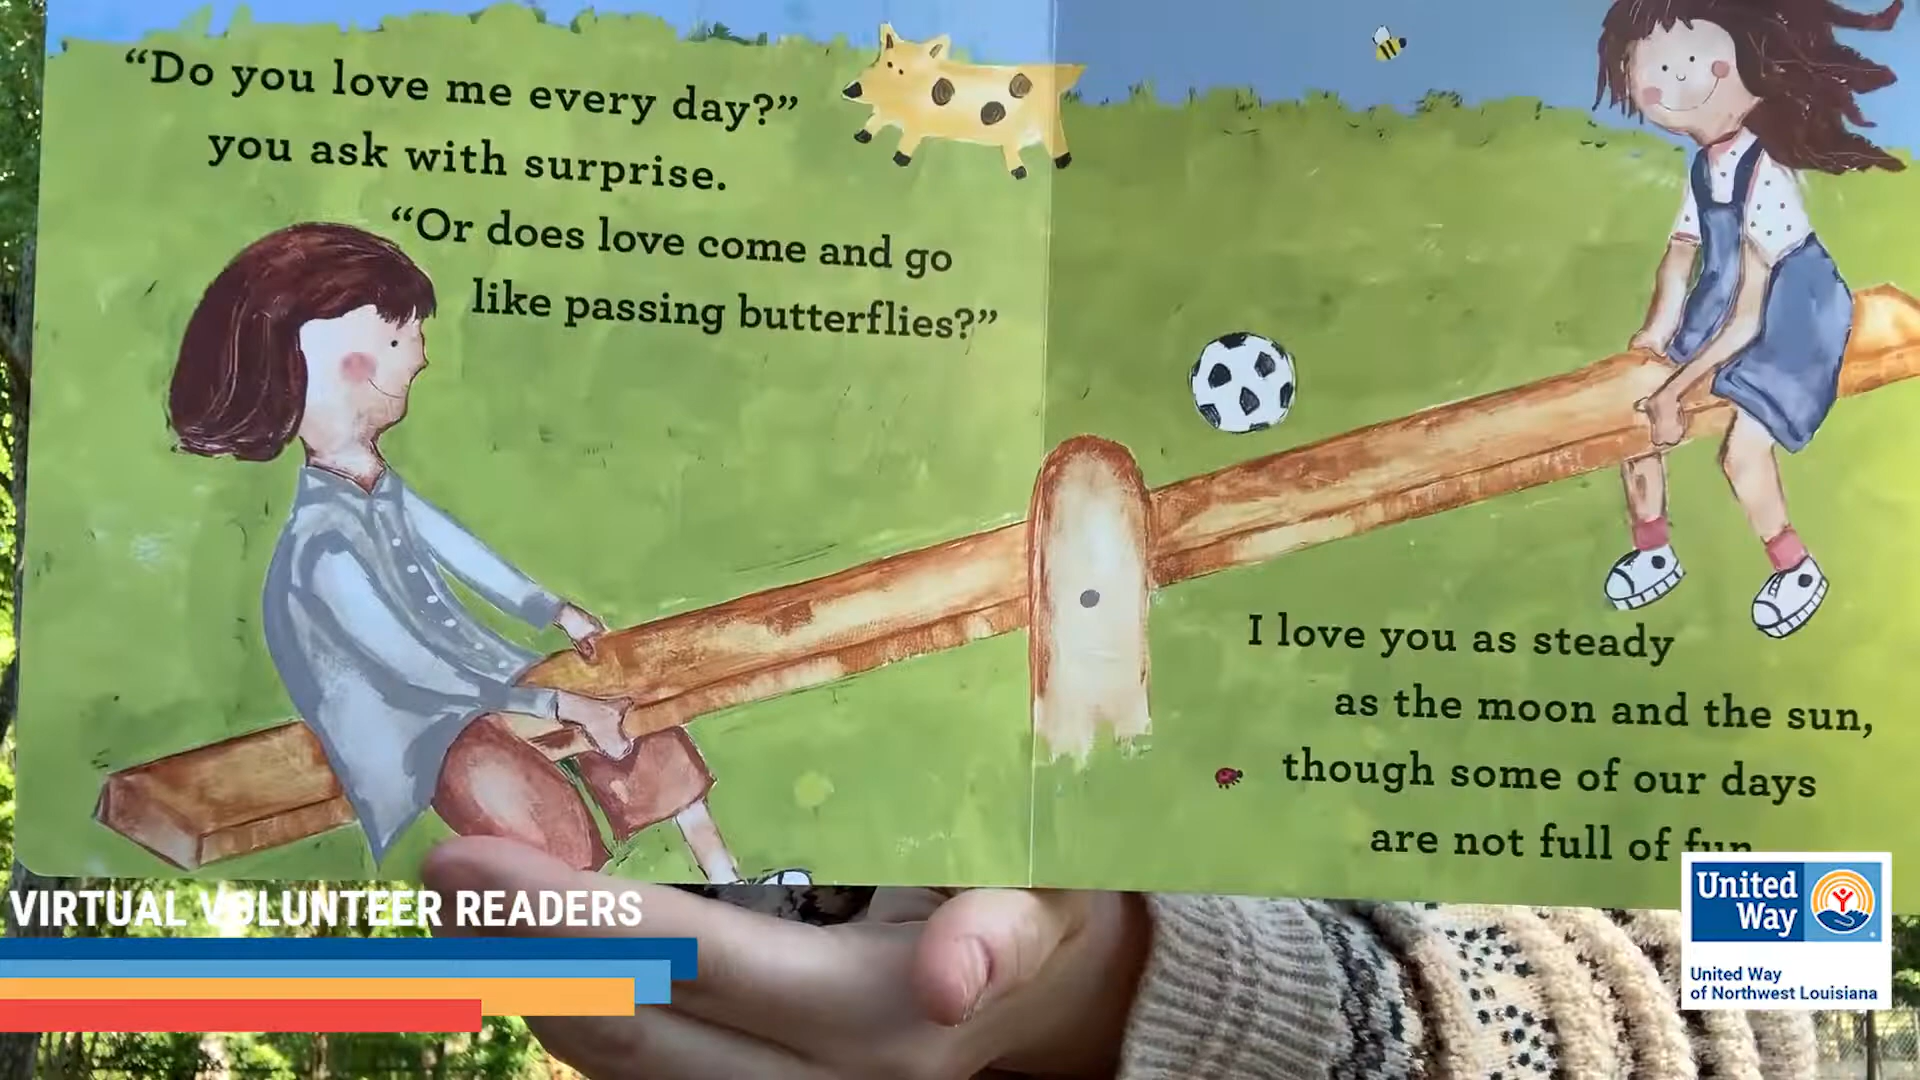 “Do you love me every day?”
you ask with surprise.
“Or does love come and go
like passing butterflies?”
I love you as steady
as the moon and the sun,
though some of our days
are not full of fun
VIRTUAL VOLUNTEER READERS
United
Way
United Way
of Northwest Louisiana